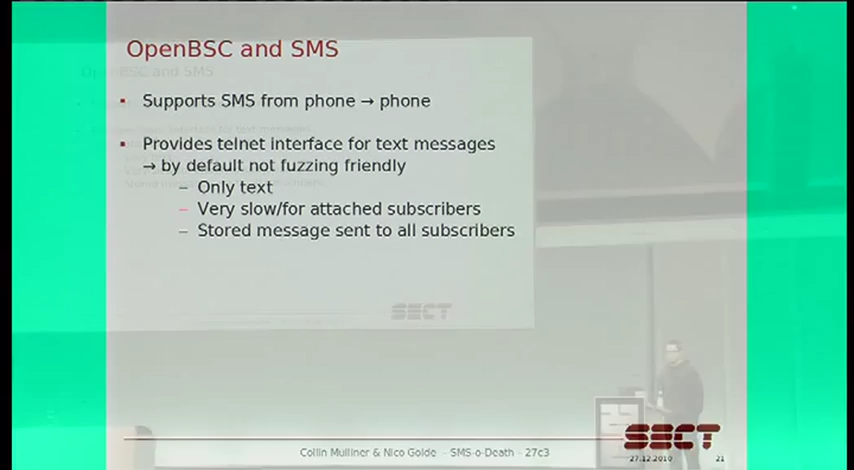 OpenBSC and SMS
▪ Supports SMS from phone → phone
▪ Provides telnet interface for text messages
→ by default not fuzzing friendly
– Only text
– Very slow/for attached subscribers
– Stored message sent to all subscribers
SECT
SECT
Collin Mulliner & Nico Golde – SMS-o-Death – 27c3
27.12.2010 21